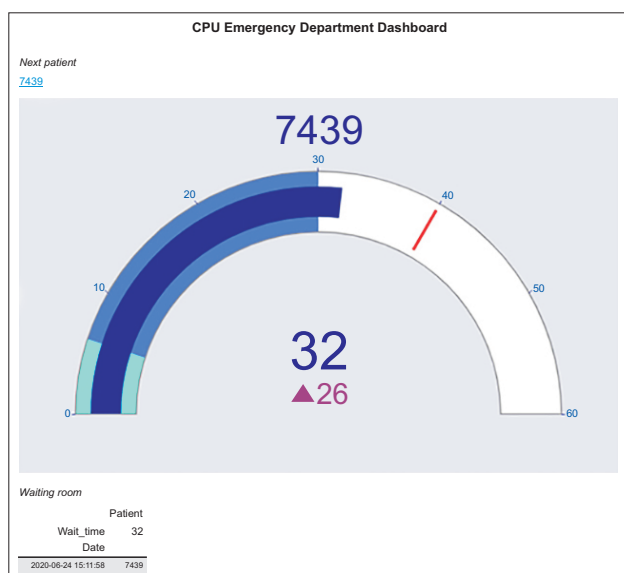 CPU Emergency Department Dashboard
Next patient
7439
7439
30
20
40
10
50
32
▲26
0
60
Waiting room
Patient
Wait_time 32
Date
2020-06-24 15:11:58 7439